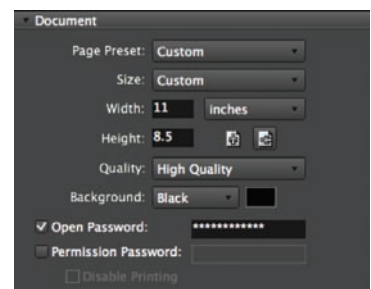 Document
Page Preset: Custom
Size: Custom
Width: 11 inches
Height: 8.5
Quality: High Quality
Background: Black
Open Password: ************
Permission Password:
Disable Printing